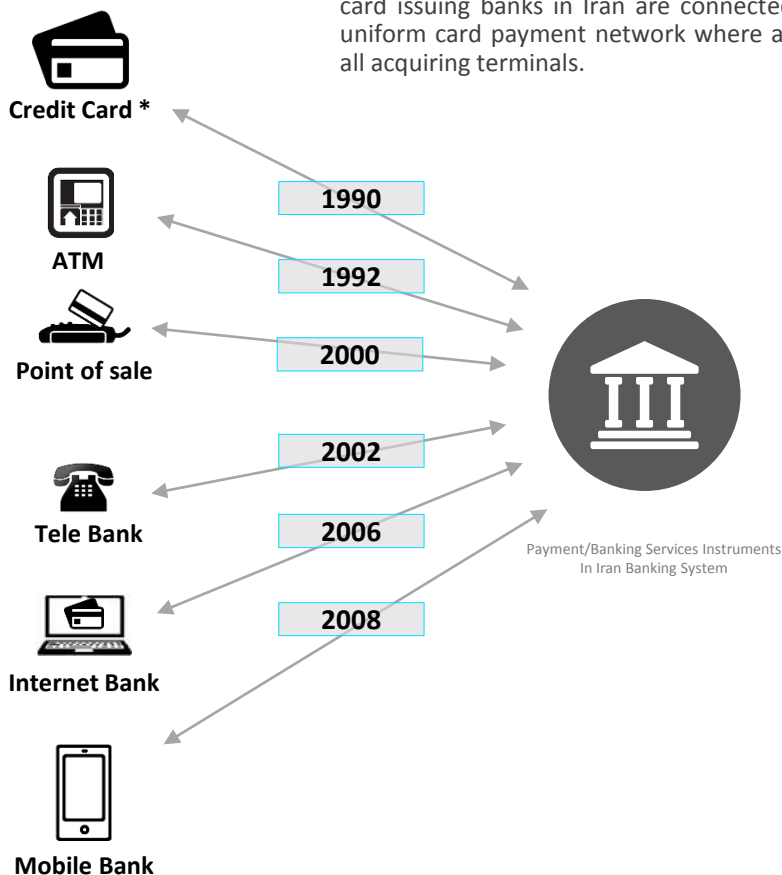 card issuing banks in Iran are connected
uniform card payment network where a
all acquiring terminals.
Credit Card *
1990
ATM
1992
Point of sale
2000
2002
Tele Bank
2006
Payment/Banking Services Instruments
In Iran Banking System
2008
Internet Bank
Mobile Bank